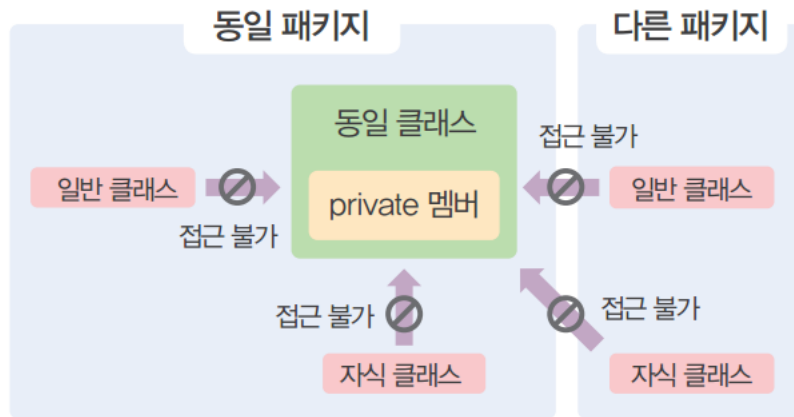 동일 패키지
다른 패키지
동일 클래스
접근 불가
일반 클래스
private 멤버
일반 클래스
접근 불가
접근 불가
접근 불가
자식 클래스
자식 클래스